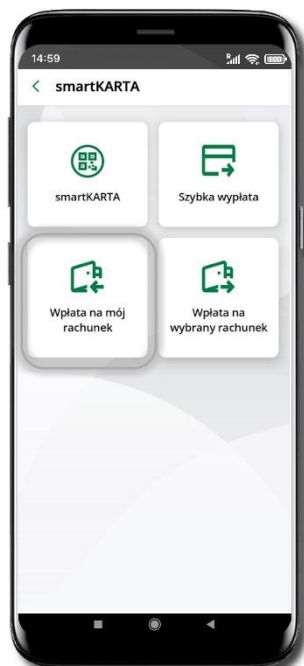 14:59
R
smartKARTA
smartKARTA
Szybka wypłata
Wpłata na mój
rachunek
Wpłata na
wybrany rachunek